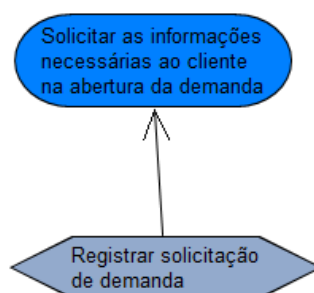 Solicitar as informações
necessárias ao cliente
na abertura da demanda
Registrar solicitação
de demanda